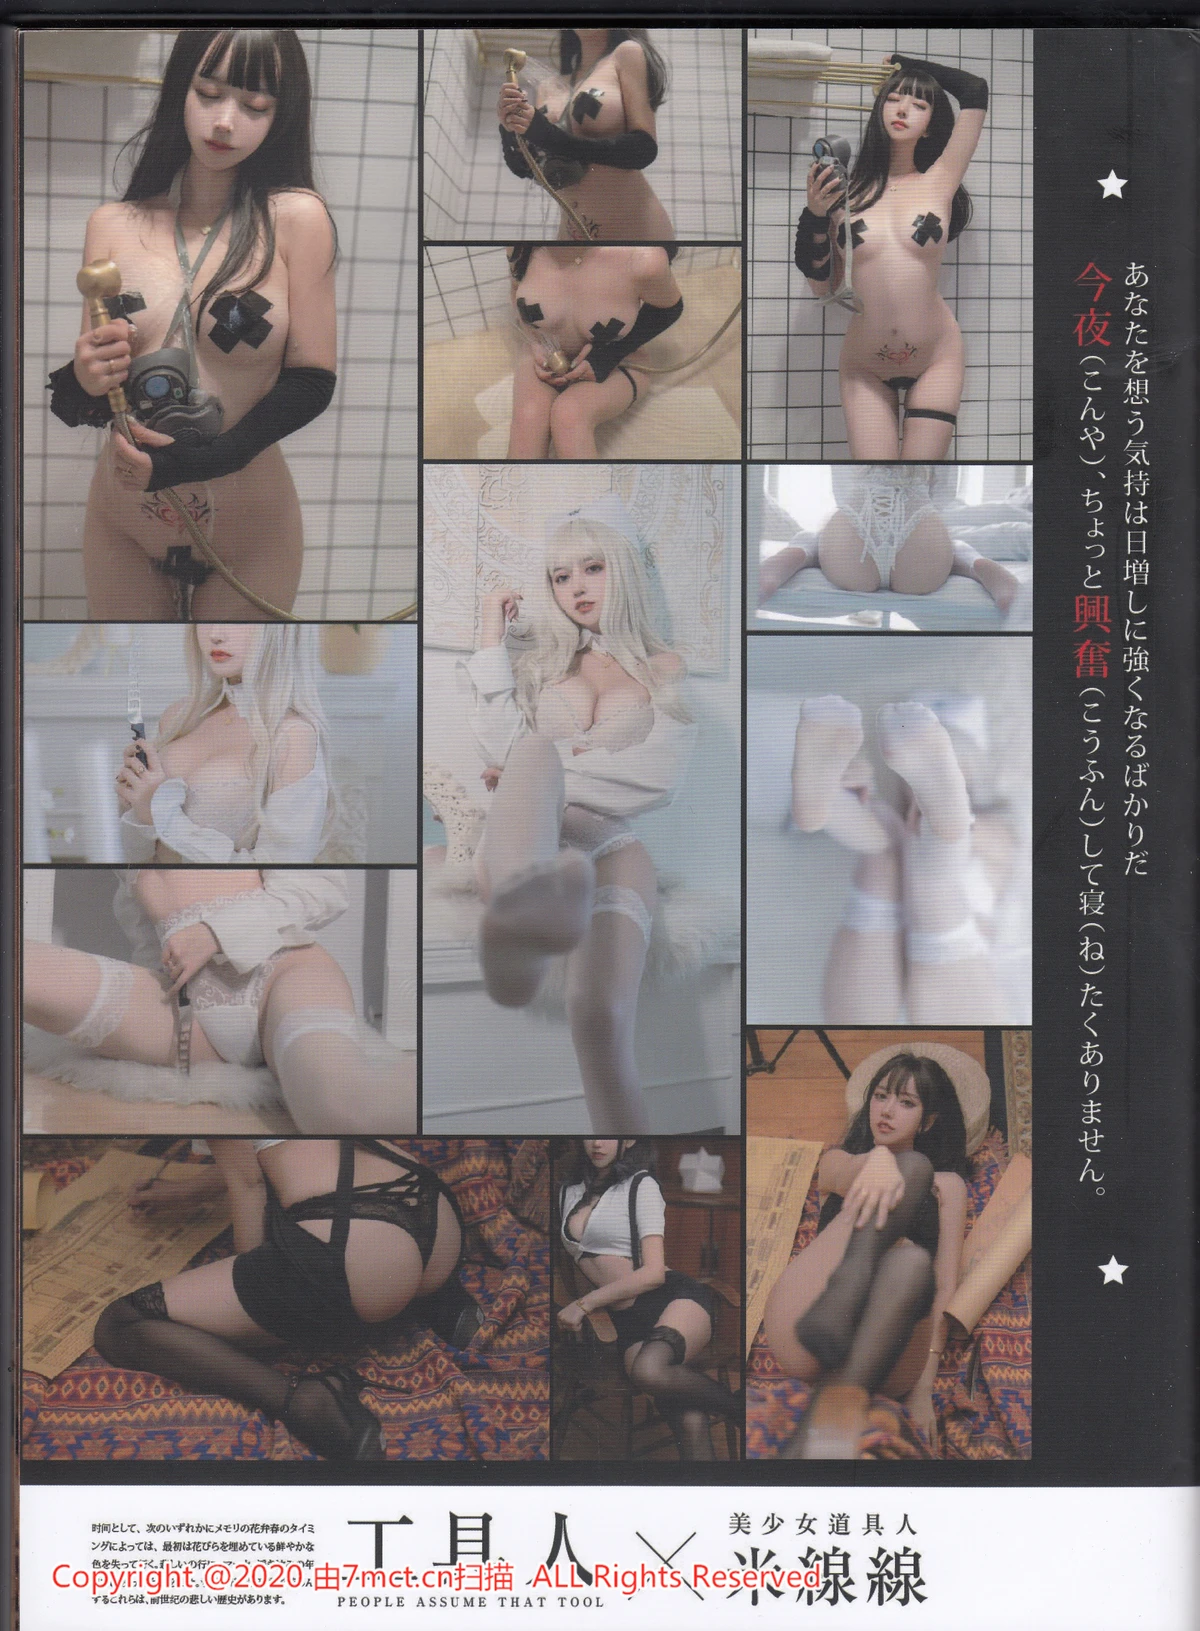 あなたを想う気持は日増しに強くなるばかりだ
今夜(こんや)、ちょっと興奮(こうふん)して寝(ね)たくありません。
时间として、次のいずれかにメモリの花弁春のタイミ
ングによっては、最初は花びらを埋めている鮮やかな
色を失って
するこれらは、前世紀の悲しい歴史があります。
工具人
PEOPLE ASSUME THAT TOOL
美少女道具人
米線線
Copyright @2020.由7mct.cn扫描 ALL Rights Reserved